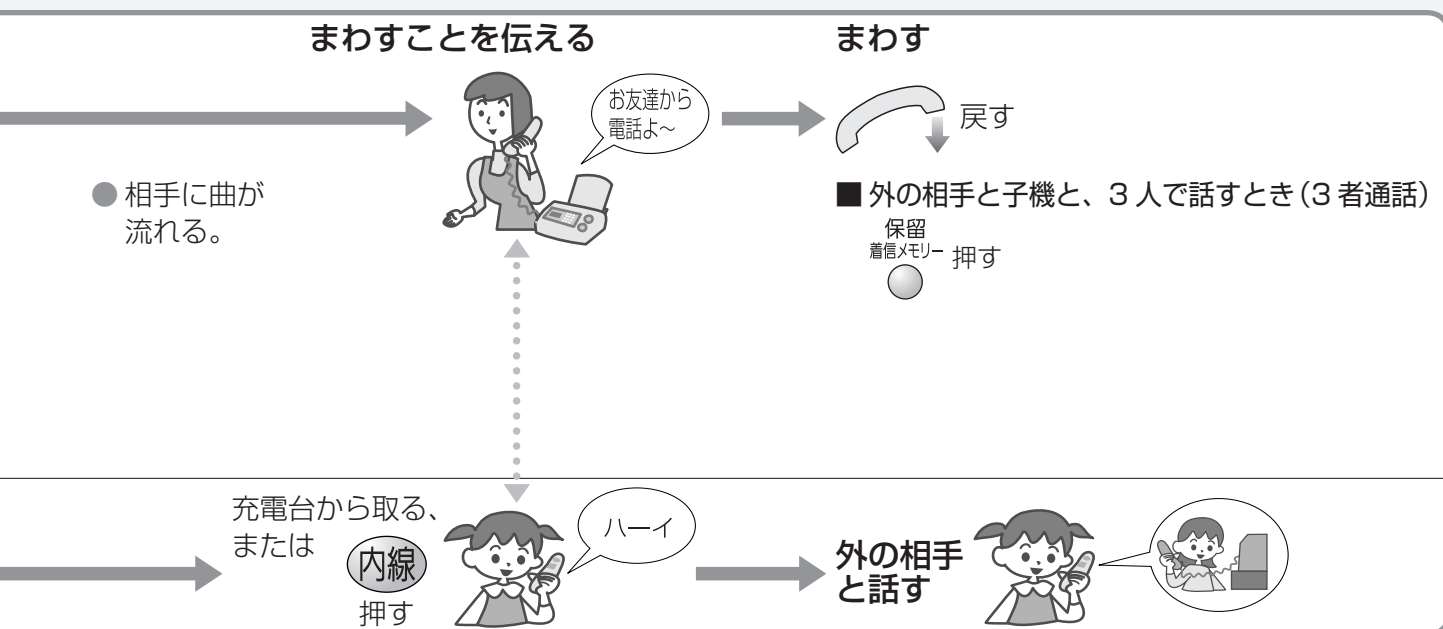 まわすことを伝える
まわす
お友達から
電話よ~
戻す
● 相手に曲が
流れる。
■ 外の相手と子機と、3 人で話すとき(3 者通話)
保留
着信メモリー 押す
充電台から取る、
または
内線
押す
ハーイ
外の相手
と話す